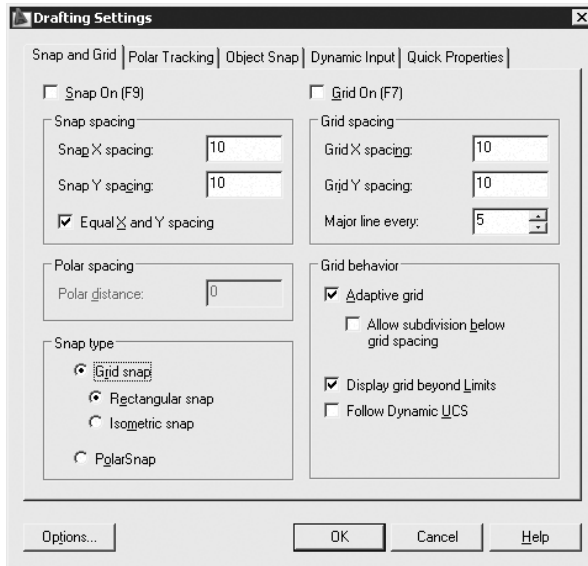 Drafting Settings
Snap and Grid Polar Tracking Object Snap Dynamic Input Quick Properties
Snap On (F9)
Snap spacing
Snap X spacing: 10
Snap Y spacing: 10
Equal X and Y spacing
Polar spacing
Polar distance: 0
Snap type
Grid snap
Rectangular snap
Isometric snap
PolarSnap
Grid On (F7)
Grid spacing
Grid X spacing: 10
Grid Y spacing: 10
Major line every: 5
Grid behavior
Adaptive grid
Allow subdivision below
grid spacing
Display grid beyond Limits
Follow Dynamic UCS
Options... OK Cancel Help